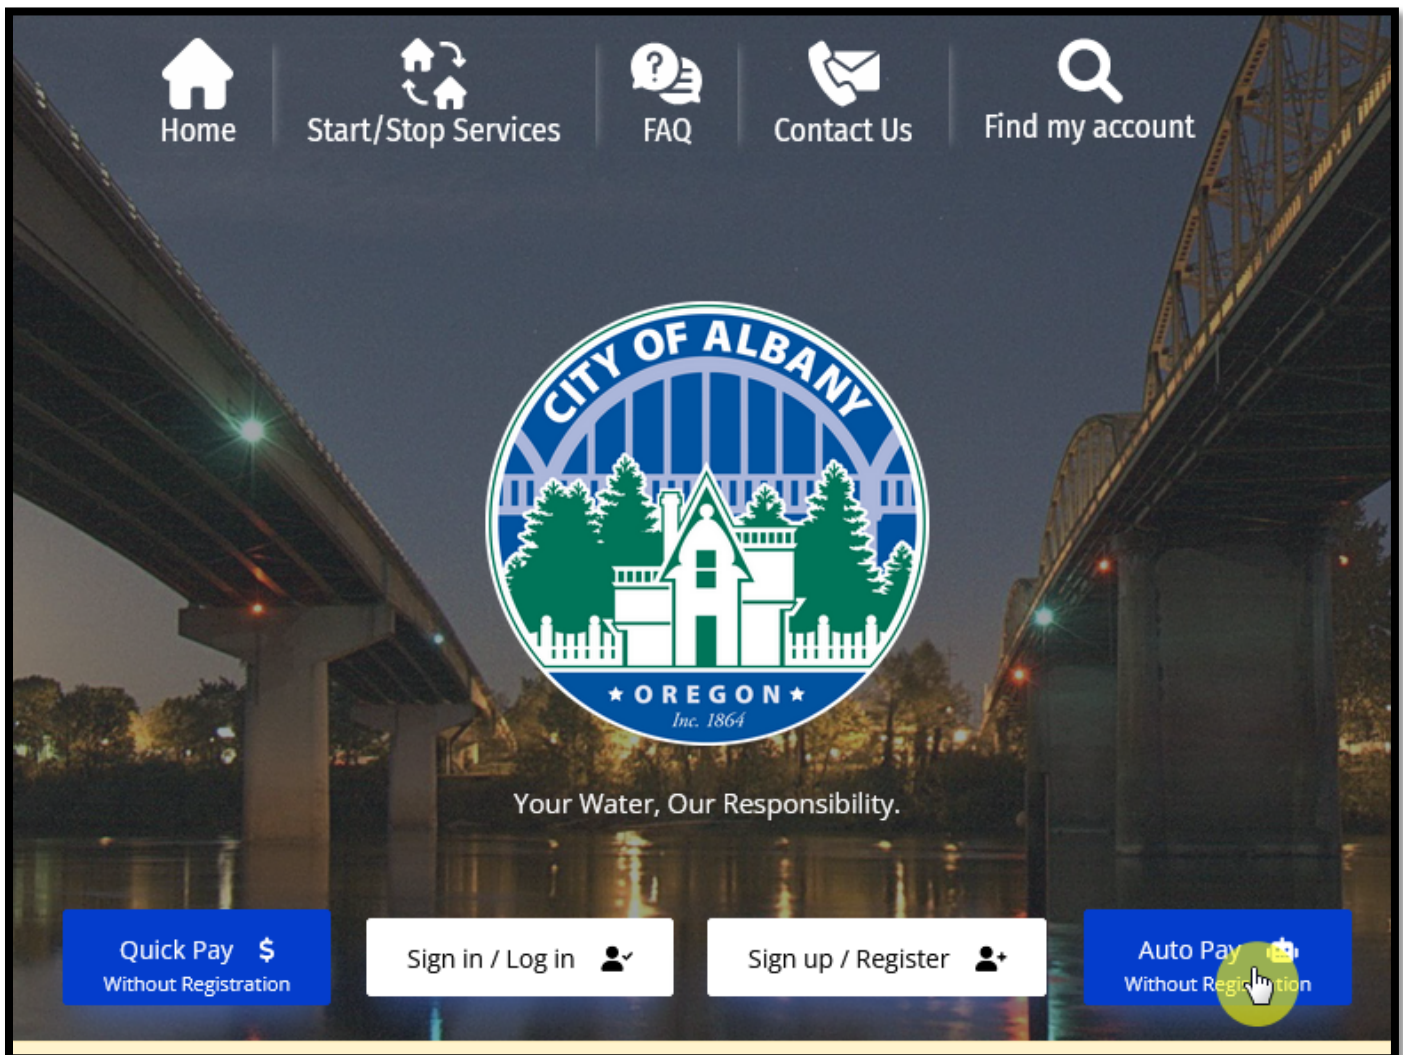 Home
Start/Stop Services
FAQ
Contact Us
Find my account
CITY OF ALBANY
★ OREGON ★
Inc. 1864
Your Water, Our Responsibility.
Quick Pay $
Without Registration
Sign in / Log in
Sign up / Register
Auto Pay
Without Registration